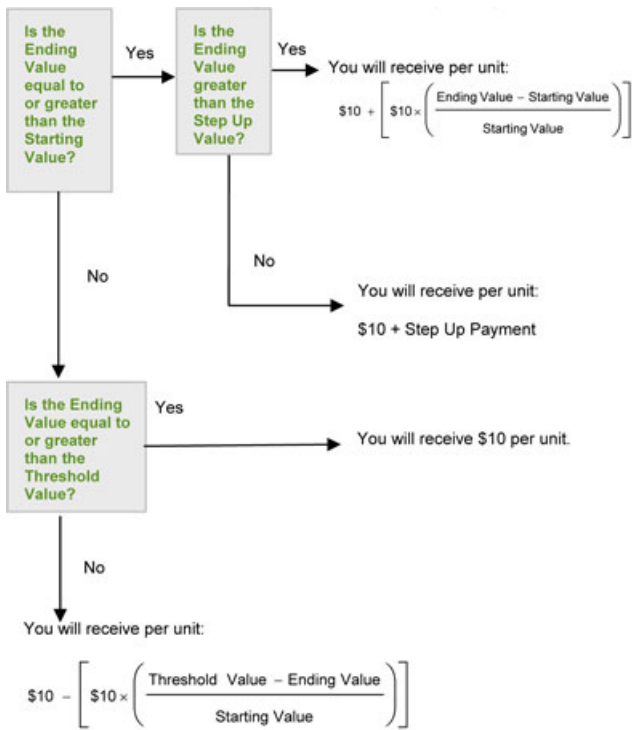 Is the
Ending
Value
equal to
or greater
than the
Starting
Value?
Yes
Is the
Ending
Value
greater
than the
Step Up
Value?
Yes
You will receive per unit:
$10 + [ $10 × ( Ending Value – Starting Value
Starting Value ) ]
No
No
You will receive per unit:
$10 + Step Up Payment
Is the Ending
Value equal to
or greater
than the
Threshold
Value?
Yes
You will receive $10 per unit.
No
You will receive per unit:
$10 – [ $10 × ( Threshold Value – Ending Value
Starting Value ) ]